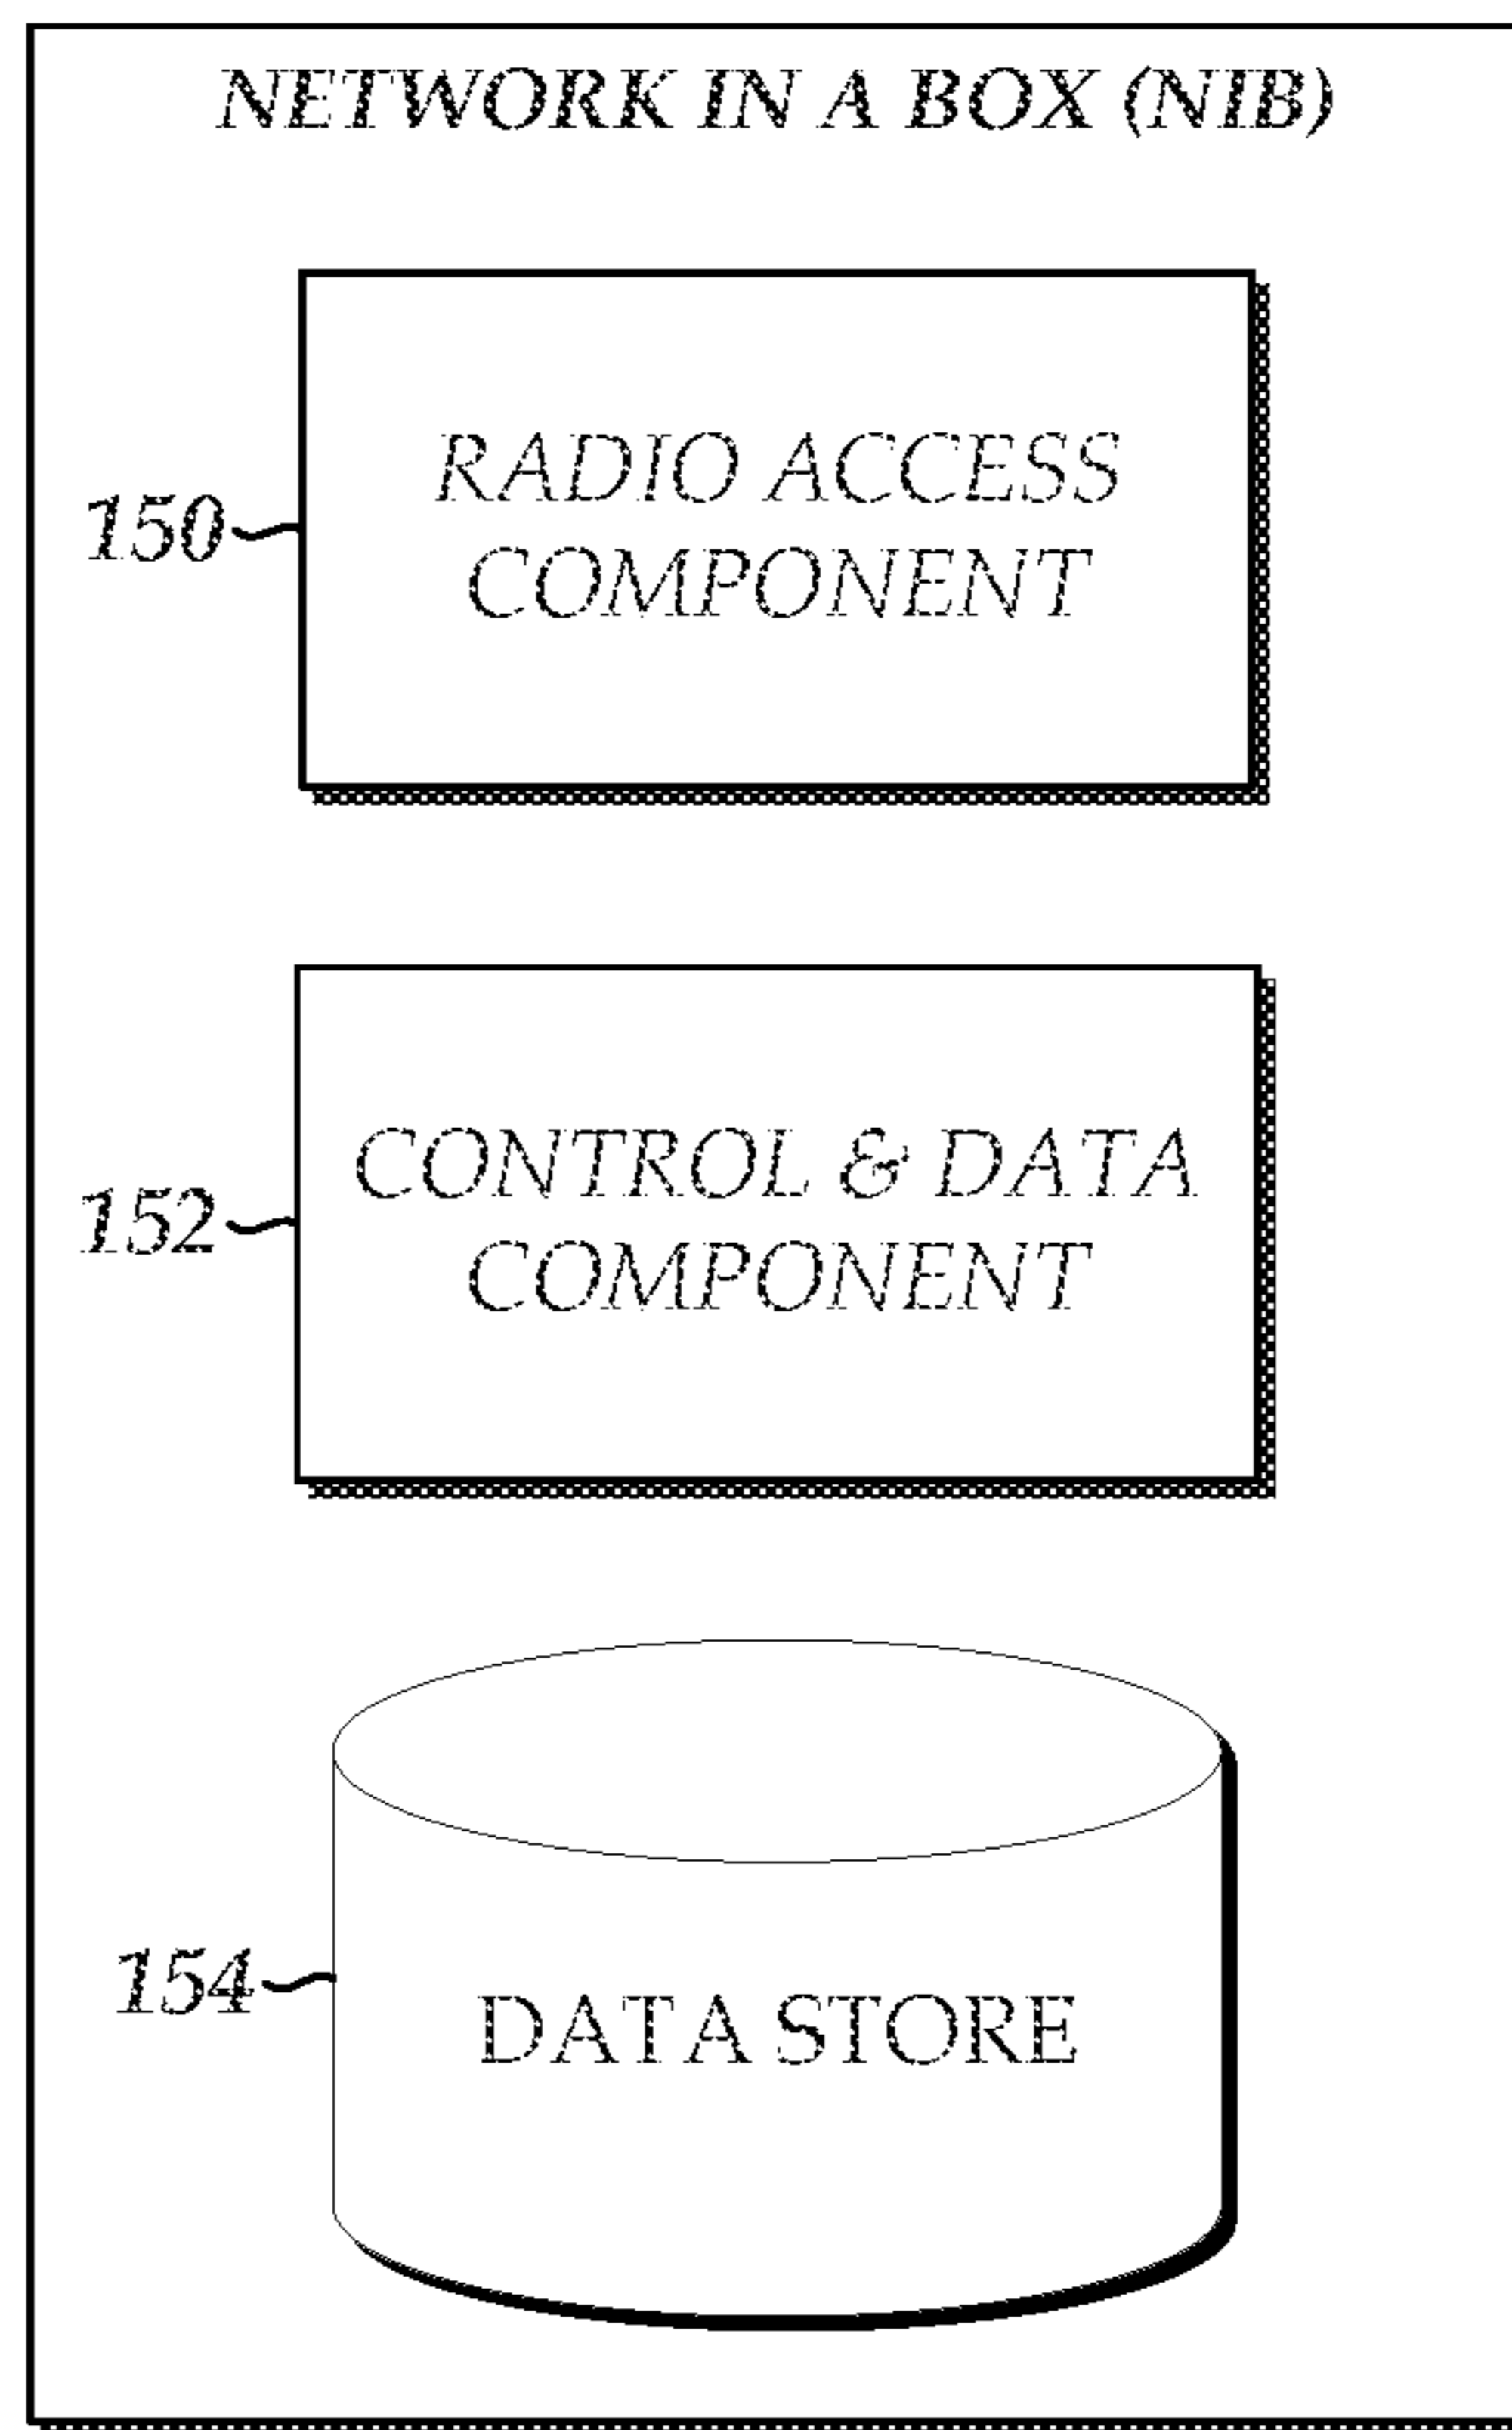 NETWORK IN A BOX (NIB)
RADIO ACCESS
COMPONENT
150
CONTROL & DATA
COMPONENT
152
154
DATA STORE